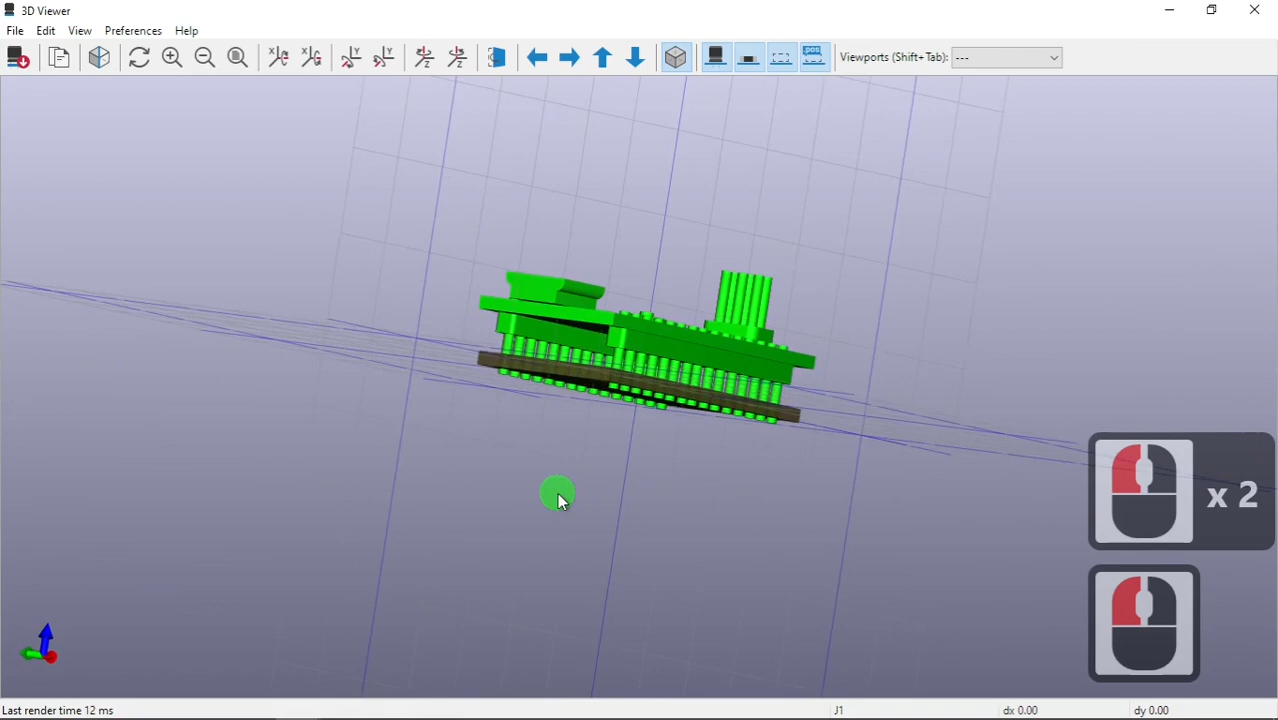 3D Viewer
File Edit View Preferences Help
Viewports (Shift+Tab): ---
x 2
Last render time 12 ms J1 dx 0.00 dy 0.00